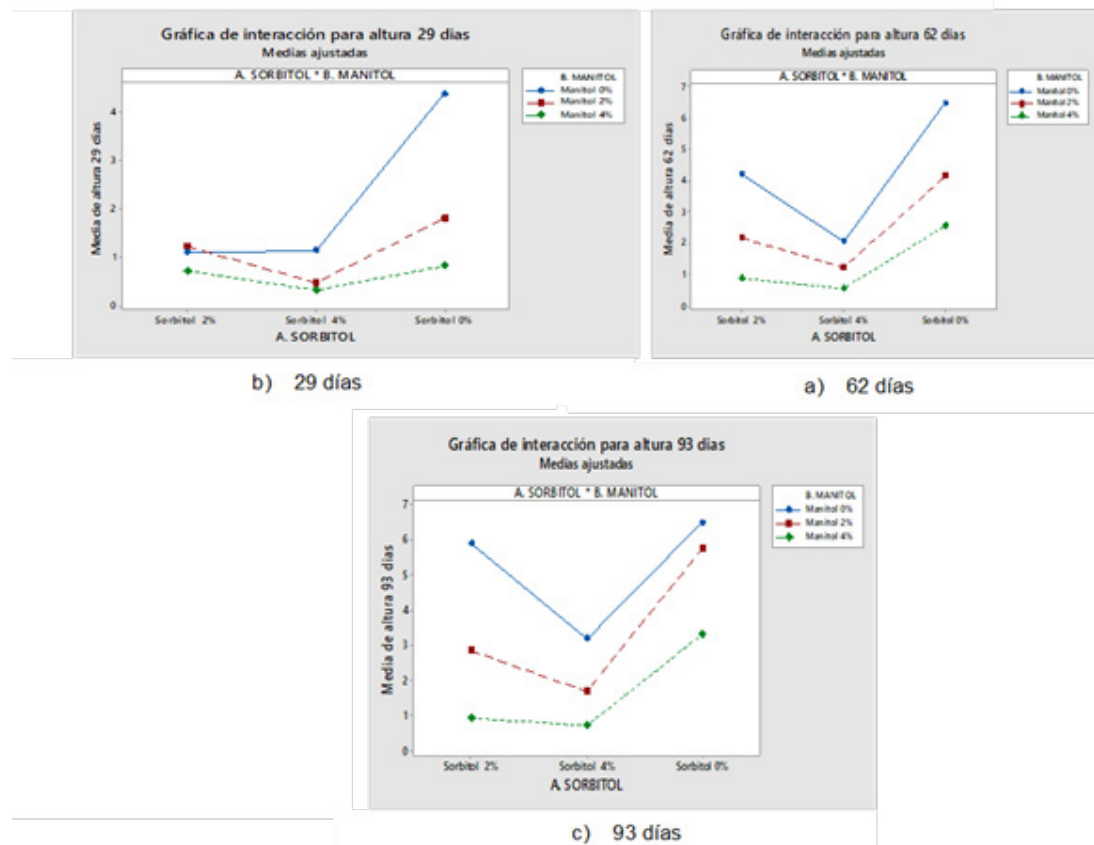 Gráfica de interacción para altura 29 dias
Medias ajustadas
A. SORBITOL * B. MANITOL
B. MANITOL
Manitol 0%
Manitol 2%
Manitol 4%
Media de altura 29 días
4
3
2
1
0
Sorbitol 2%
Sorbitol 4%
Sorbitol 0%
A. SORBITOL
b) 29 días
Gráfica de interacción para altura 62 dias
Medias ajustadas
A. SORBITOL * B. MANITOL
B. MANITOL
Manitol 0%
Manitol 2%
Manitol 4%
Media de altura 62 dias
7
6
5
4
3
2
1
0
Sorbitol 2%
Sorbitol 4%
Sorbitol 0%
A. SORBITOL
a) 62 días
Gráfica de interacción para altura 93 dias
Medias ajustadas
A. SORBITOL * B. MANITOL
B. MANITOL
Manitol 0%
Manitol 2%
Manitol 4%
Media de altura 93 dias
7
6
5
4
3
2
1
0
Sorbitol 2%
Sorbitol 4%
Sorbitol 0%
A. SORBITOL
c) 93 días